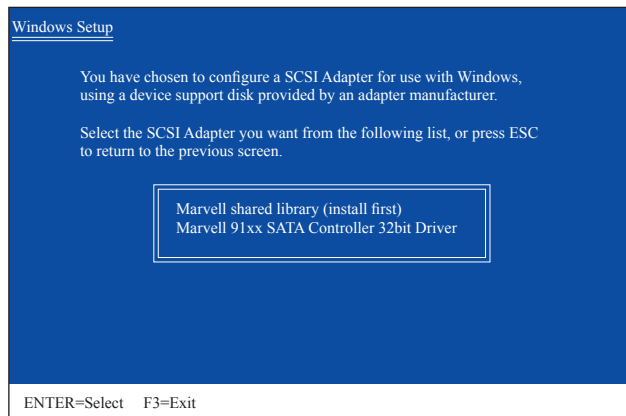 Windows Setup
You have chosen to configure a SCSI Adapter for use with Windows,
using a device support disk provided by an adapter manufacturer.
Select the SCSI Adapter you want from the following list, or press ESC
to return to the previous screen.
Marvell shared library (install first)
Marvell 91xx SATA Controller 32bit Driver
ENTER=Select F3=Exit